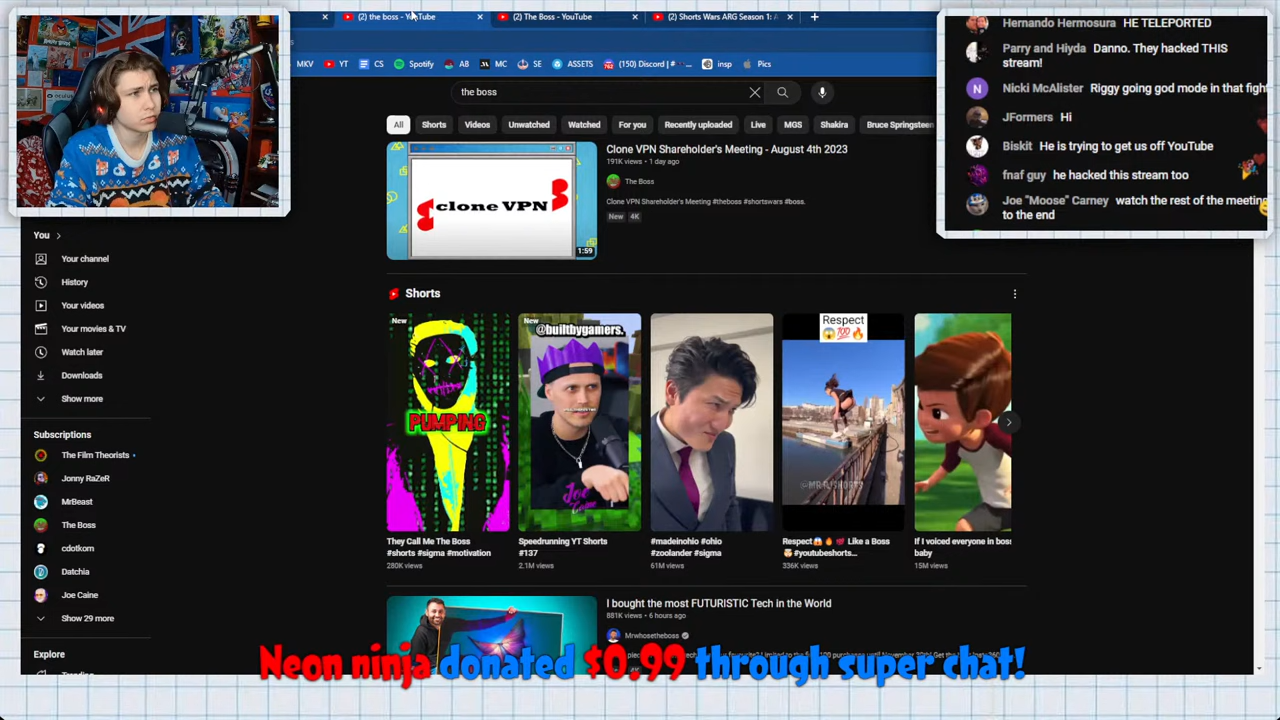 (2) the boss - YouTube
(2) The Boss - YouTube
(2) Shorts Wars ARG Season 1: A
MKV
YT
CS
Spotify
AB
MC
SE
ASSETS
(150) Discord | #
insp
Pics
the boss
All
Shorts
Videos
Unwatched
Watched
For you
Recently uploaded
Live
MGS
Shakira
Bruce Springsteen
Clone VPN Shareholder's Meeting - August 4th 2023
191K views • 1 day ago
The Boss
Clone VPN Shareholder's Meeting #theboss #shortswars #boss.
New
4K
clone VPN
1:59
You
Your channel
History
Your videos
Your movies & TV
Watch later
Downloads
Show more
Subscriptions
The Film Theorists
Jonny RaZeR
MrBeast
The Boss
cdotkom
Datchia
Joe Caine
Show 29 more
Explore
Shorts
New
PUMPING
They Call Me The Boss
#shorts #sigma #motivation
280K views
New
@builtbygamers.
Speedrunning YT Shorts
#137
2.1M views
#madeinohio #ohio
#zoolander #sigma
61M views
Respect
Respect
Like a Boss
#youtubeshorts...
336K views
If I voiced everyone in boss
baby
15M views
I bought the most FUTURISTIC Tech in the World
881K views • 6 hours ago
Mrwhosetheboss
Neon ninja donated $0.99 through super chat!
Hernando Hermosura HE TELEPORTED
Parry and Hiyda Danno. They hacked THIS
stream!
N
Nicki McAlister Riggy going god mode in that fight
JFormers Hi
Biskit He is trying to get us off YouTube
fnaf guy he hacked this stream too
Joe "Moose" Carney watch the rest of the meeting
to the end